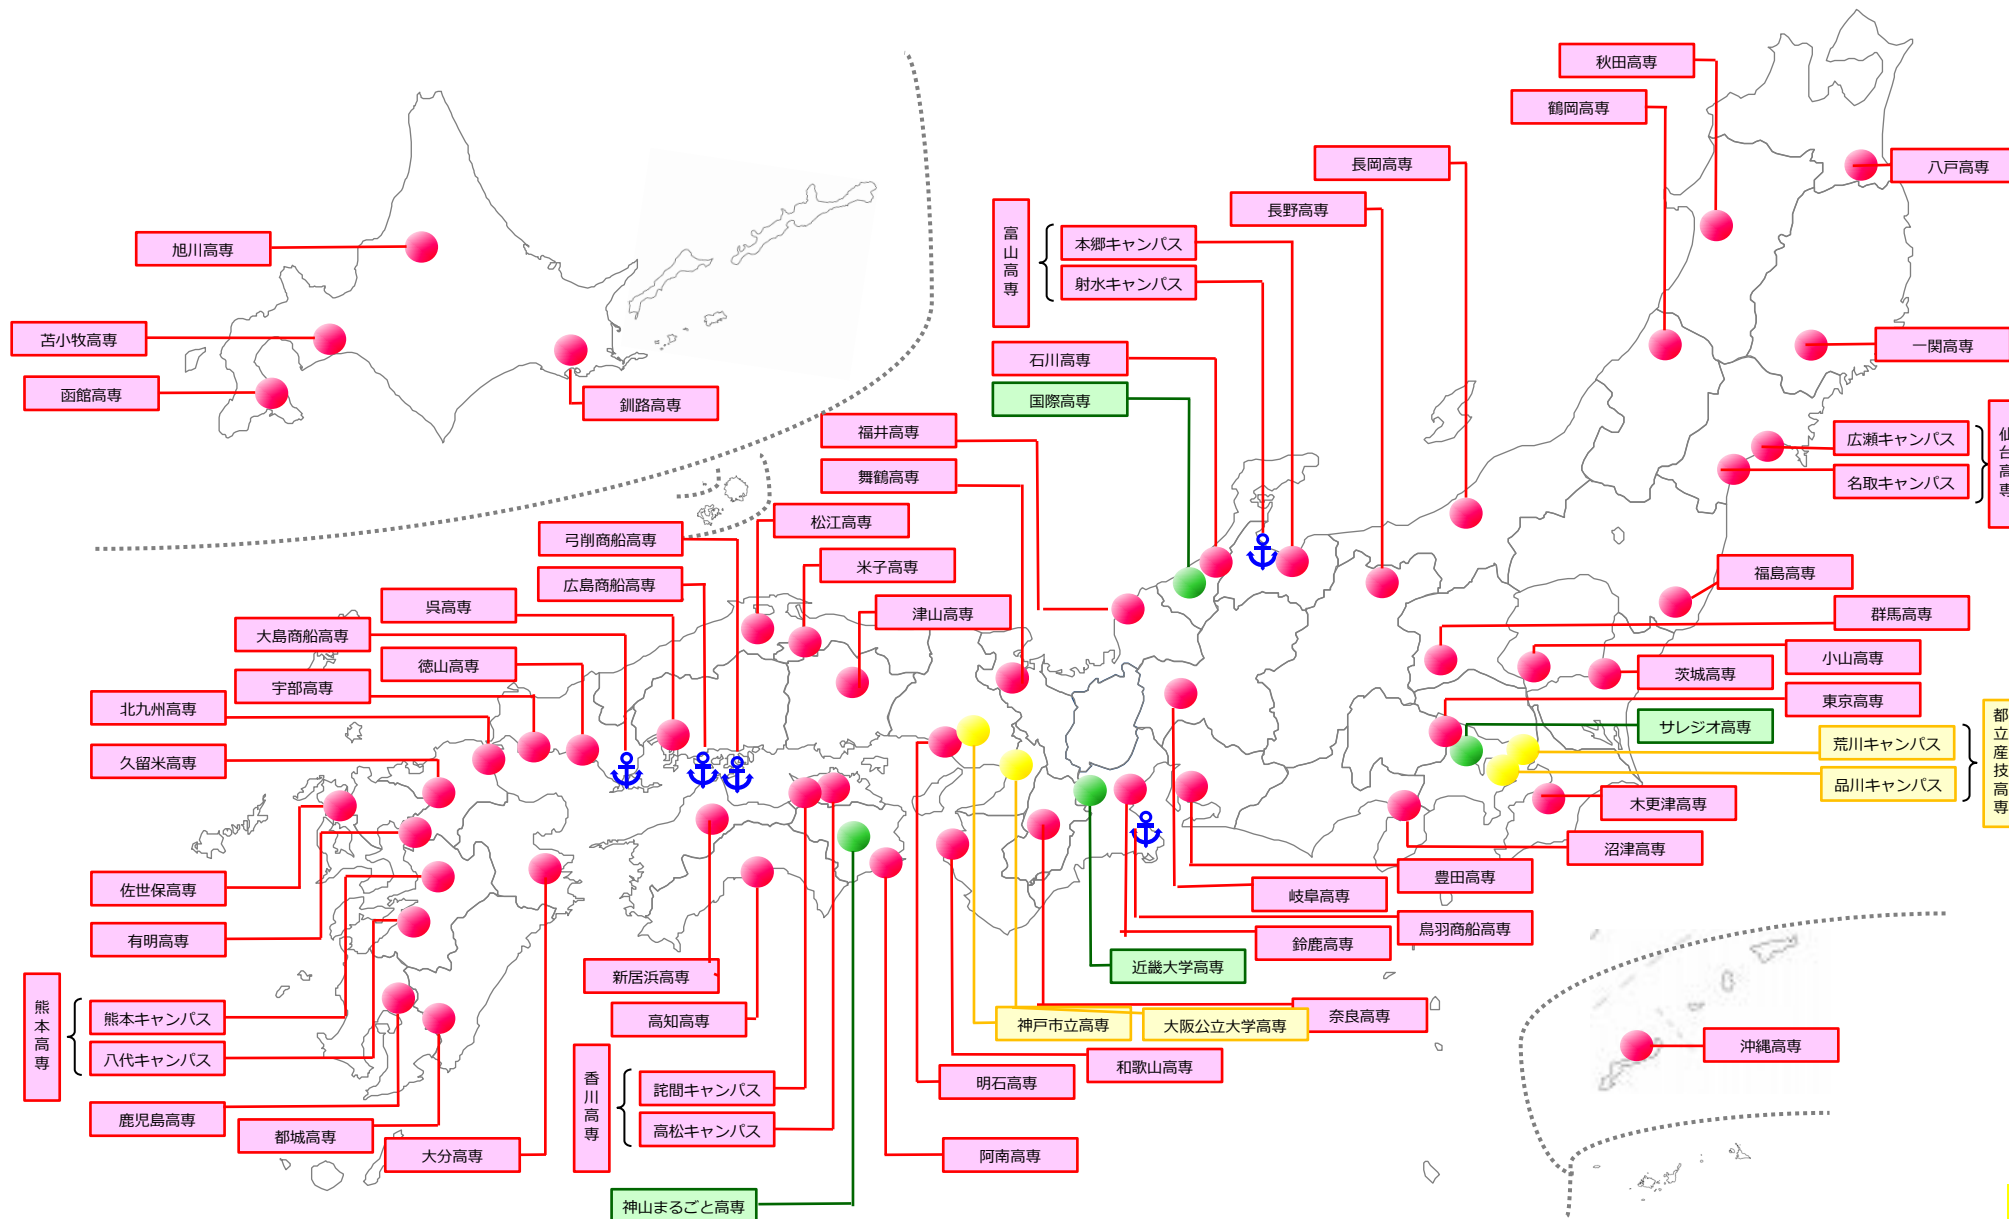 秋田高専
鶴岡高専
長岡高専
八戸高専
長野高専
富山高専
本郷キャンパス
射水キャンパス
旭川高専
苫小牧高専
函館高専
釧路高専
石川高専
国際高専
一関高専
福井高専
舞鶴高専
広瀬キャンパス
名取キャンパス
仙台高専
松江高専
弓削商船高専
米子高専
広島商船高専
呉高専
津山高専
大島商船高専
徳山高専
宇部高専
福島高専
群馬高専
小山高専
茨城高専
東京高専
サレジオ高専
荒川キャンパス
品川キャンパス
都立産技高専
北九州高専
久留米高専
木更津高専
沼津高専
佐世保高専
有明高専
豊田高専
岐阜高専
鳥羽商船高専
鈴鹿高専
近畿大学高専
新居浜高専
高知高専
熊本高専
熊本キャンパス
八代キャンパス
神戸市立高専
大阪公立大学高専
奈良高専
沖縄高専
和歌山高専
明石高専
香川高専
詫間キャンパス
高松キャンパス
鹿児島高専
都城高専
大分高専
阿南高専
神山まるごと高専